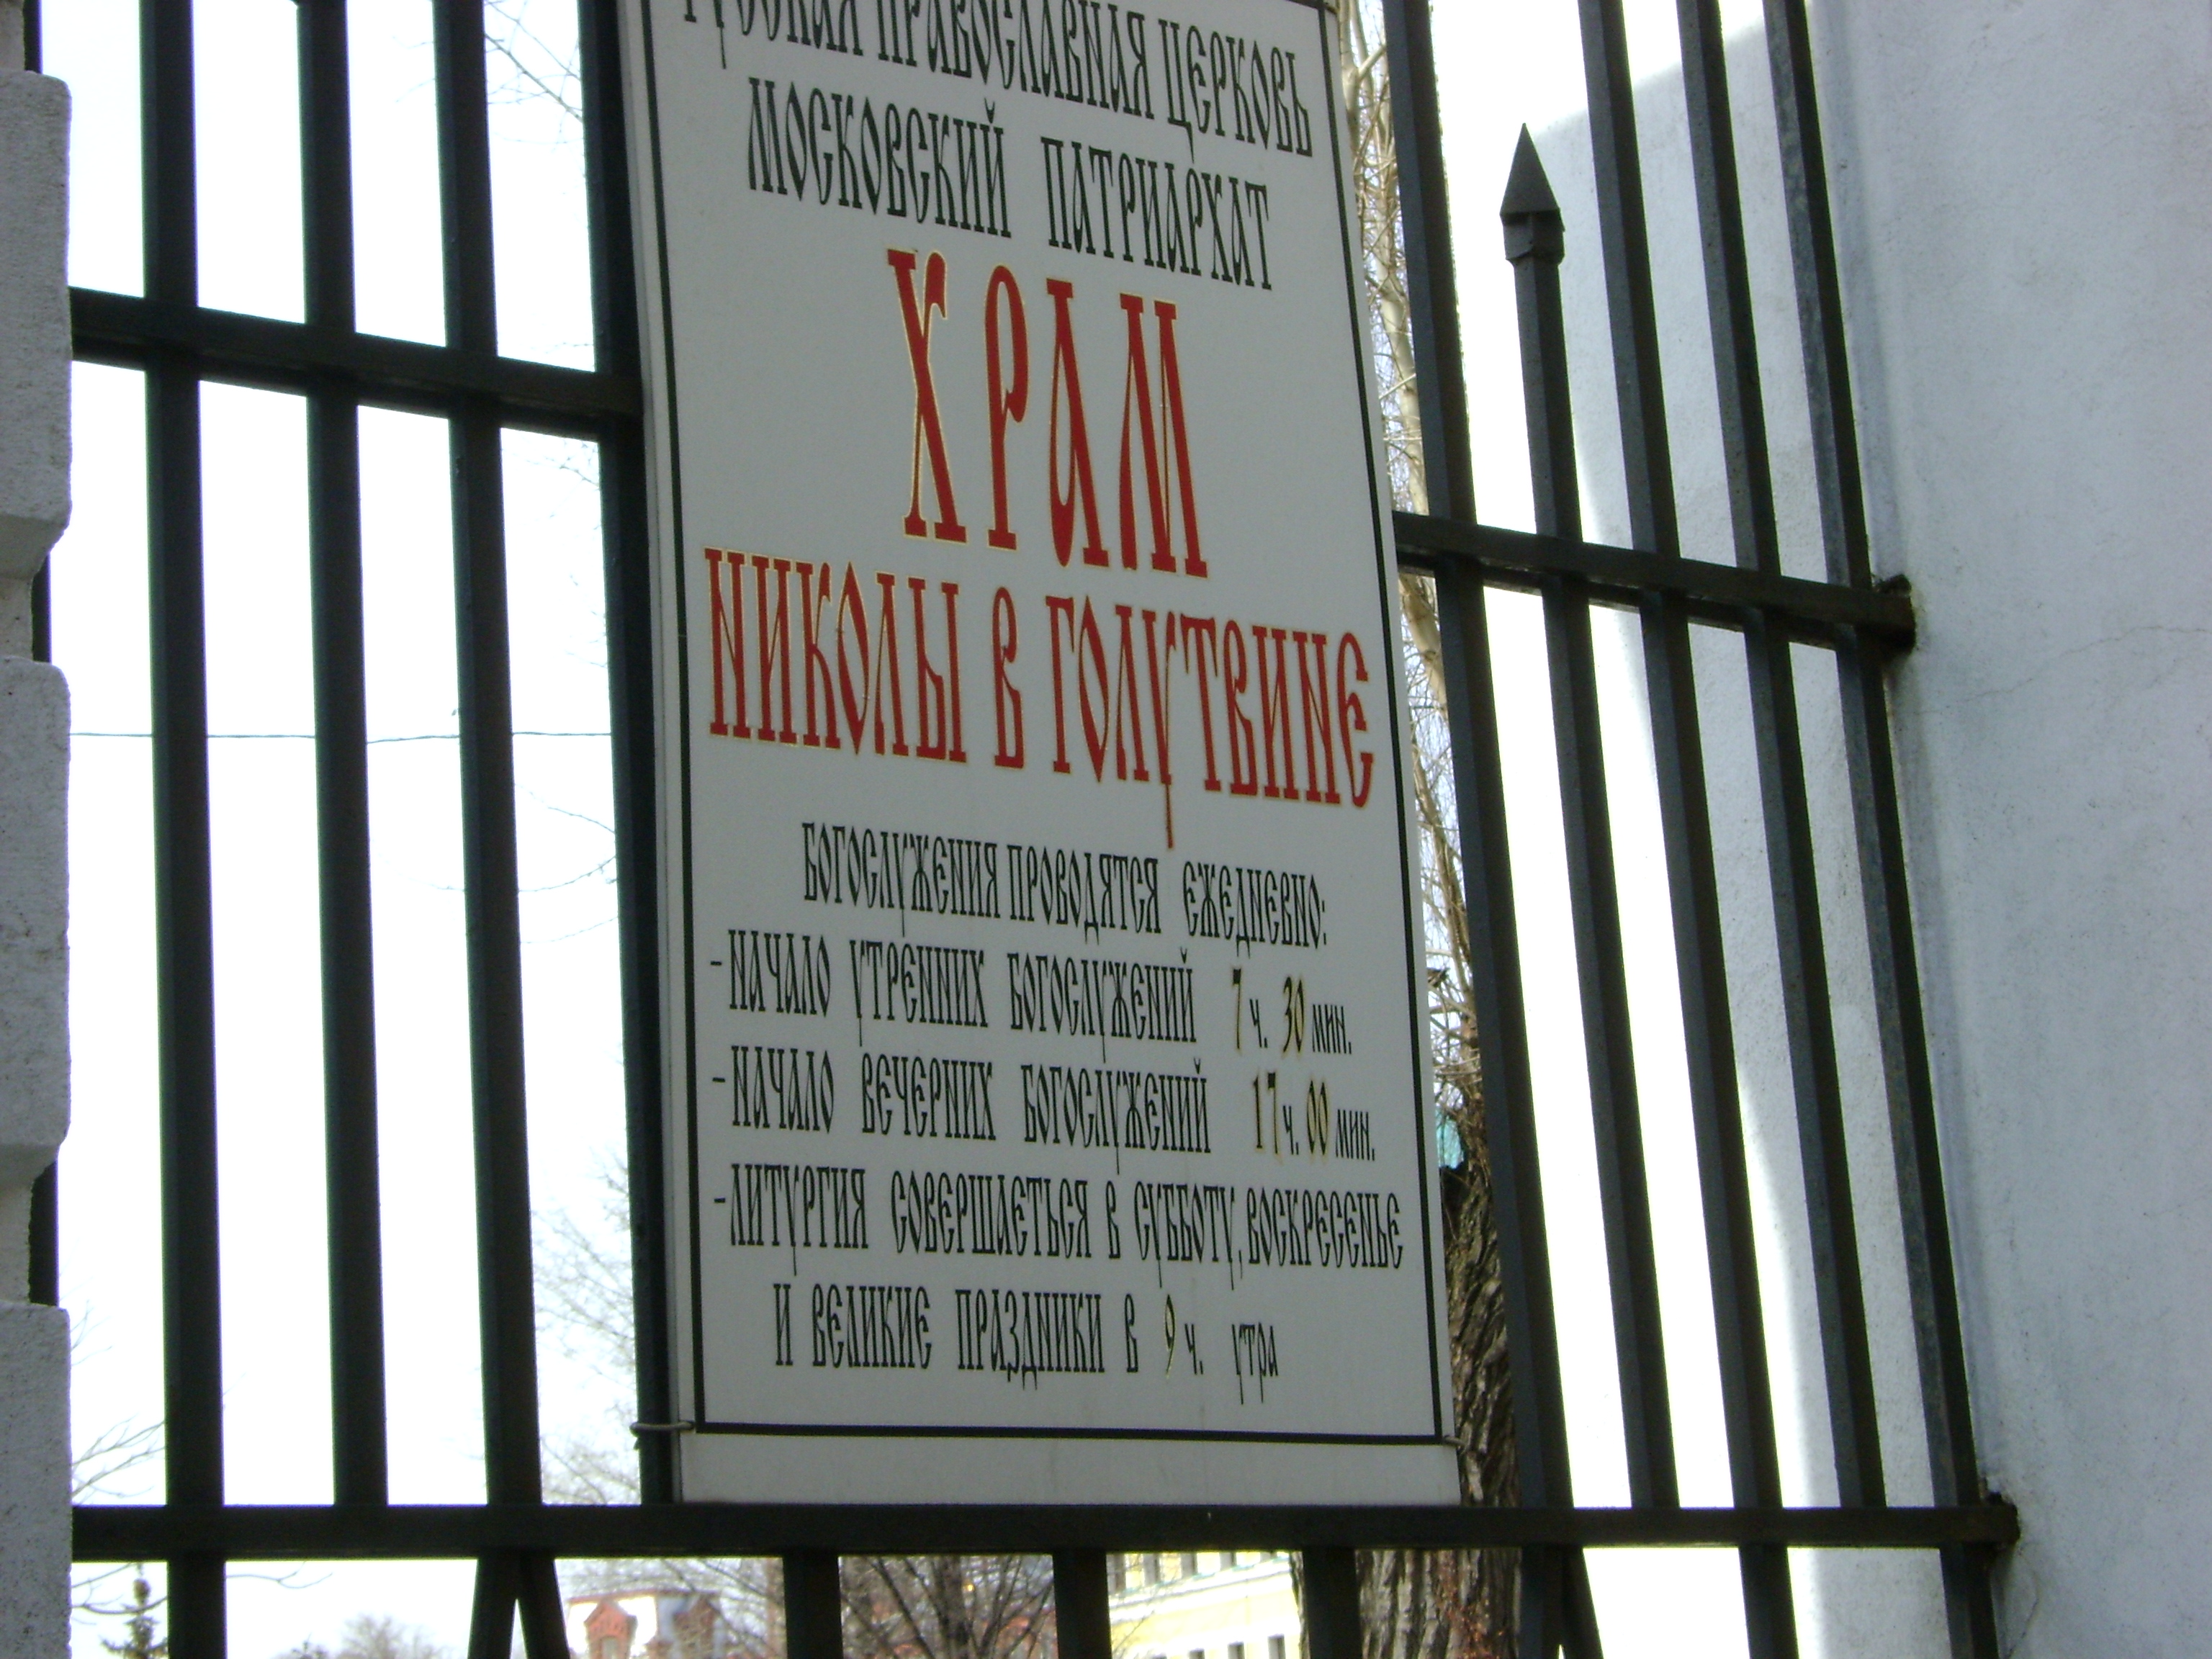 РУССКАЯ ПРАВОСЛАВНАЯ ЦЕРКОВЬ
МОСКОВСКИЙ ПАТРИАРХАТ
ХРАМ
НИКОЛЫ В ГОЛУТВИНЕ
БОГОСЛУЖЕНИЯ ПРОВОДЯТСЯ ЕЖЕДНЕВНО:
-НАЧАЛО УТРЕННИХ БОГОСЛУЖЕНИЙ 7 ч. 30 мин.
-НАЧАЛО ВЕЧЕРНИХ БОГОСЛУЖЕНИЙ 17 ч. 00 мин.
-ЛИТУРГИЯ СОВЕРШАЕТЬСЯ В СУББОТУ, ВОСКРЕСЕНЬЕ
И ВЕЛИКИЕ ПРАЗДНИКИ В 9 ч. утра